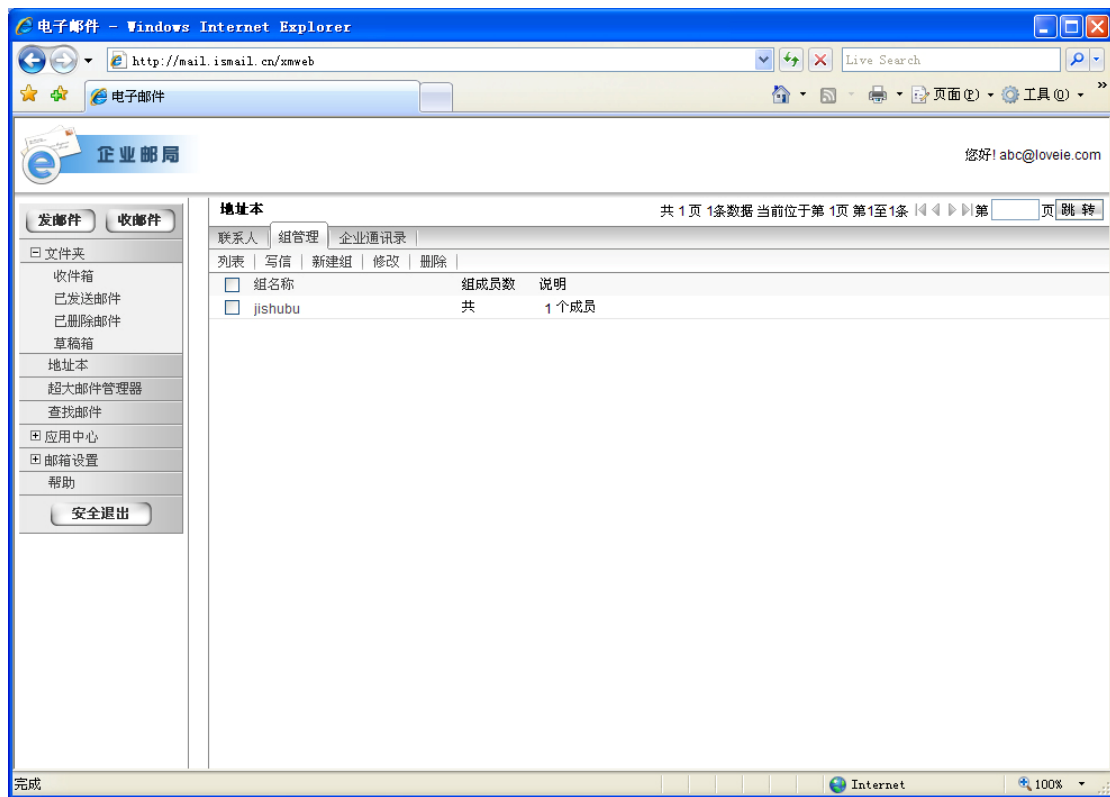 电子邮件 - Windows Internet Explorer
http://mail.ismail.cn/xmweb
Live Search
电子邮件
页面(P)
工具(O)
»
e 企业邮局
您好! abc@loveie.com
发邮件 收邮件
文件夹
收件箱
已发送邮件
已删除邮件
草稿箱
地址本
超大邮件管理器
查找邮件
应用中心
邮箱设置
帮助
安全退出
地址本
共 1 页 1条数据 当前位于第 1页 第1至1条 第 页 跳 转
联系人 组管理 企业通讯录
列表 | 写信 | 新建组 | 修改 | 删除 |
组名称 组成员数 说明
jishubu 共 1 个成员
完成
Internet
100%